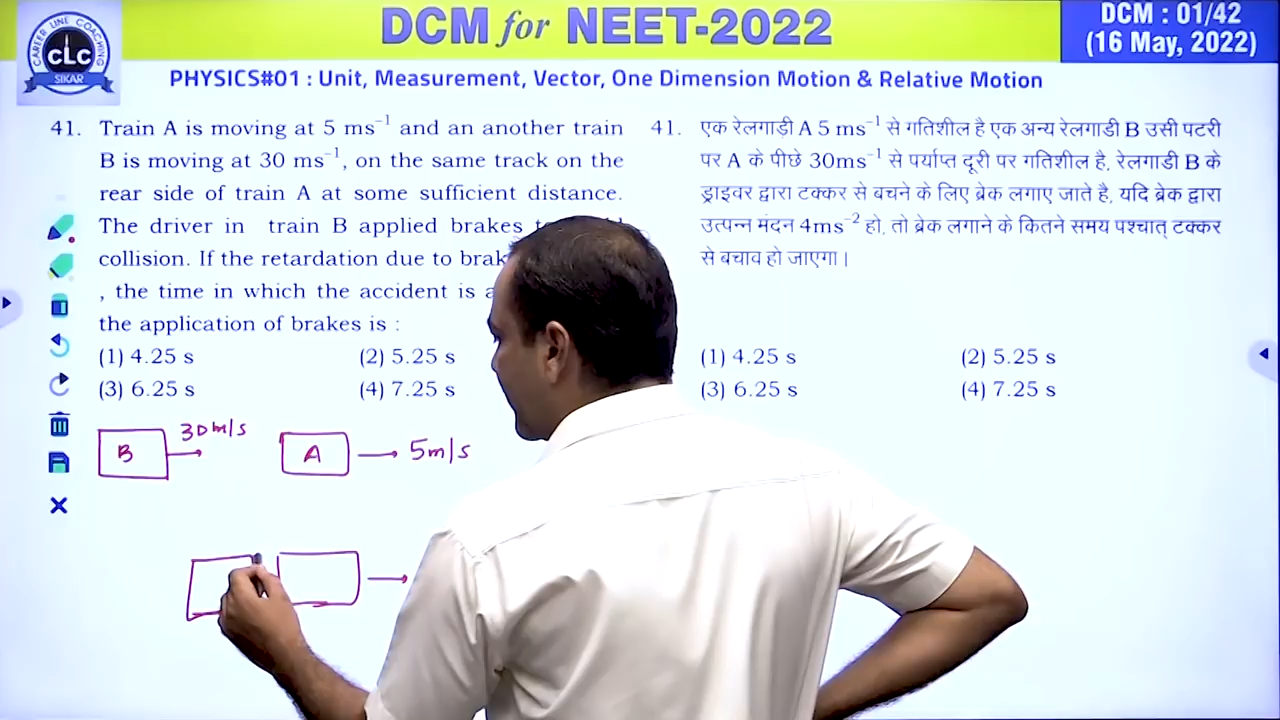 DCM for NEET-2022
DCM : 01/42
(16 May, 2022)
CAREER LINE COACHING
CLC
SIKAR
PHYSICS#01 : Unit, Measurement, Vector, One Dimension Motion & Relative Motion
41. Train A is moving at 5 ms⁻¹ and an another train
B is moving at 30 ms⁻¹, on the same track on the
rear side of train A at some sufficient distance.
The driver in train B applied brakes
collision. If the retardation due to
, the time in which the accident is
the application of brakes is :
(1) 4.25 s (2) 5.25 s
(3) 6.25 s (4) 7.25 s
41. एक रेलगाड़ी A 5 ms⁻¹ से गतिशील है एक अन्य रेलगाडी B उसी पटरी
पर A के पीछे 30ms⁻¹ से पर्याप्त दूरी पर गतिशील है, रेलगाडी B के
ड्राइवर द्वारा टक्कर से बचने के लिए ब्रेक लगाए जाते है, यदि ब्रेक द्वारा
उत्पन्न मंदन 4ms⁻² हो, तो ब्रेक लगाने के कितने समय पश्चात् टक्कर
से बचाव हो जाएगा।
(1) 4.25 s (2) 5.25 s
(3) 6.25 s (4) 7.25 s
B 30m/s A 5m/s